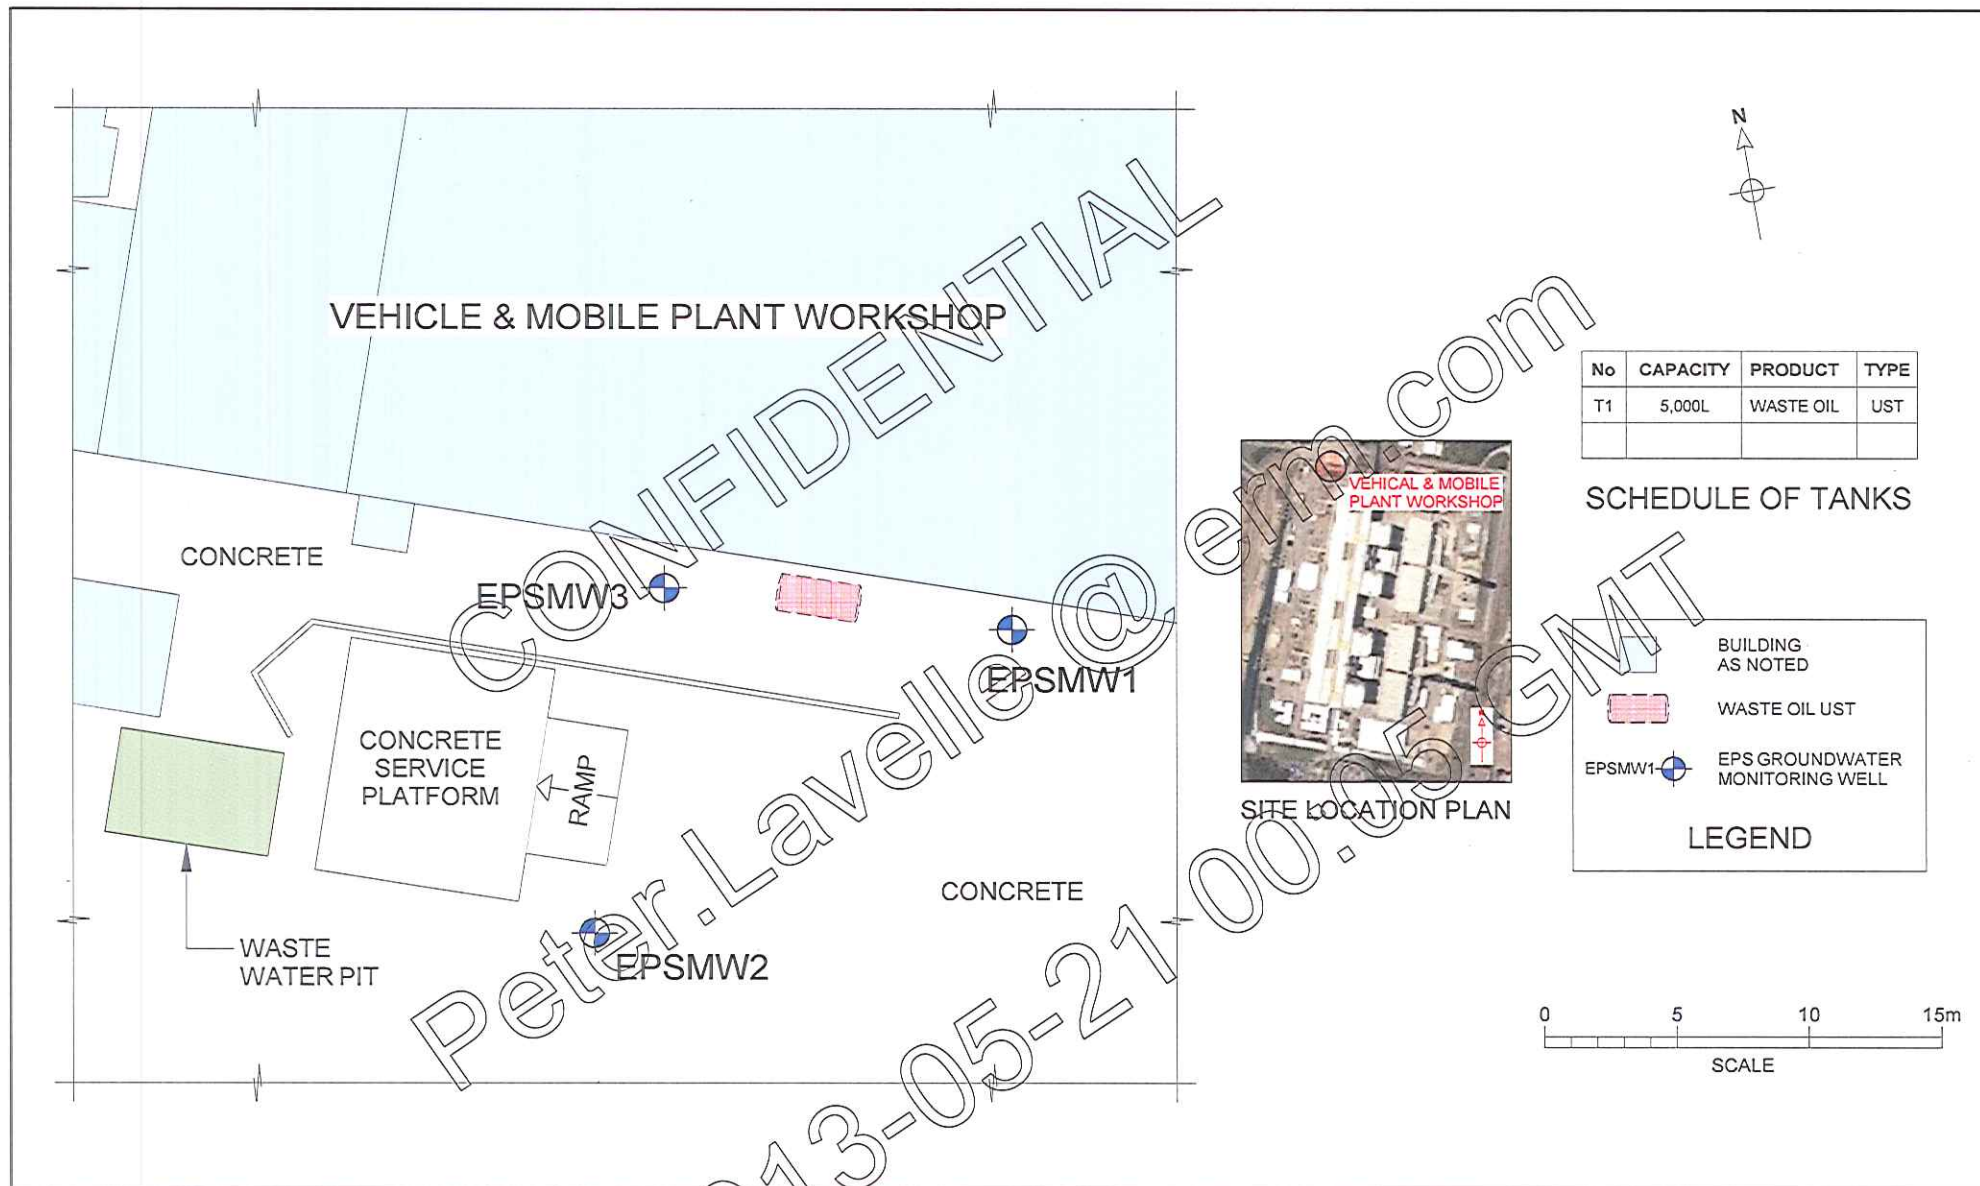 N
VEHICLE & MOBILE PLANT WORKSHOP
CONCRETE
EPSMW3
EPSMW1
CONCRETE
SERVICE
PLATFORM
RAMP
CONCRETE
WASTE
WATER PIT
EPSMW2
No CAPACITY PRODUCT TYPE
T1 5,000L WASTE OIL UST
SCHEDULE OF TANKS
VEHICAL & MOBILE
PLANT WORKSHOP
SITE LOCATION PLAN
BUILDING
AS NOTED
WASTE OIL UST
EPSMW1
EPS GROUNDWATER
MONITORING WELL
LEGEND
0 5 10 15m
SCALE
CONFIDENTIAL
Peter.Lavelle @ erm.com
13-05-21 00:05 GMT